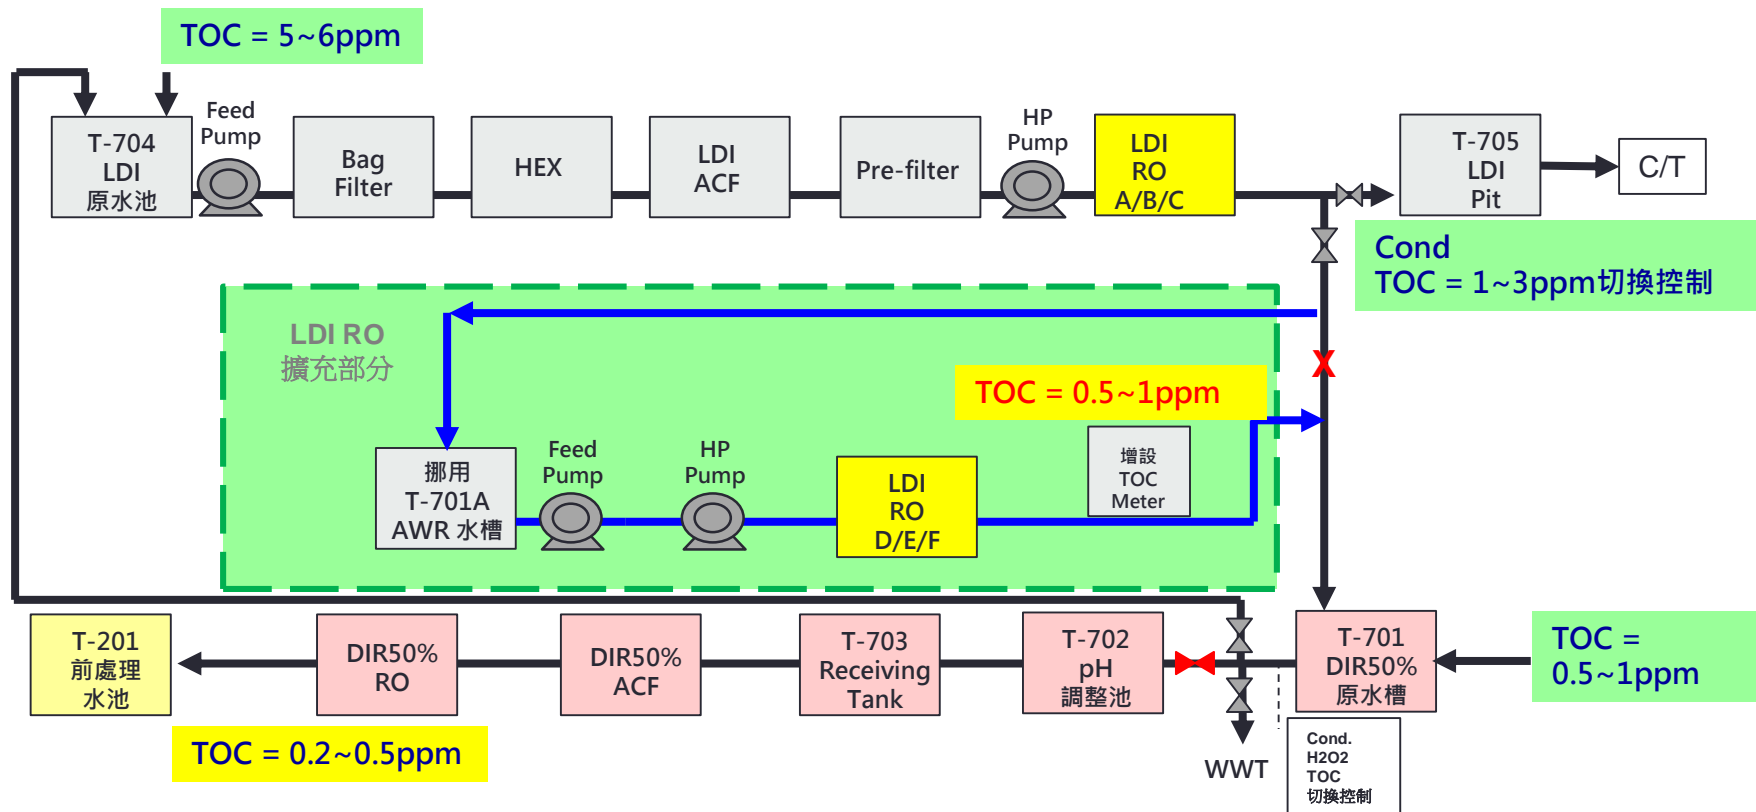 TOC = 5~6ppm
T-704
LDI
原水池
Feed
Pump
Bag
Filter
HEX
LDI
ACF
Pre-filter
HP
Pump
LDI
RO
A/B/C
T-705
LDI
Pit
C/T
Cond
TOC = 1~3ppm切換控制
LDI RO
擴充部分
X
TOC = 0.5~1ppm
挪用
T-701A
AWR 水槽
Feed
Pump
HP
Pump
LDI
RO
D/E/F
增設
TOC
Meter
T-201
前處理
水池
DIR50%
RO
DIR50%
ACF
T-703
Receiving
Tank
T-702
pH
調整池
T-701
DIR50%
原水槽
TOC =
0.5~1ppm
TOC = 0.2~0.5ppm
WWT
Cond.
H2O2
TOC
切換控制